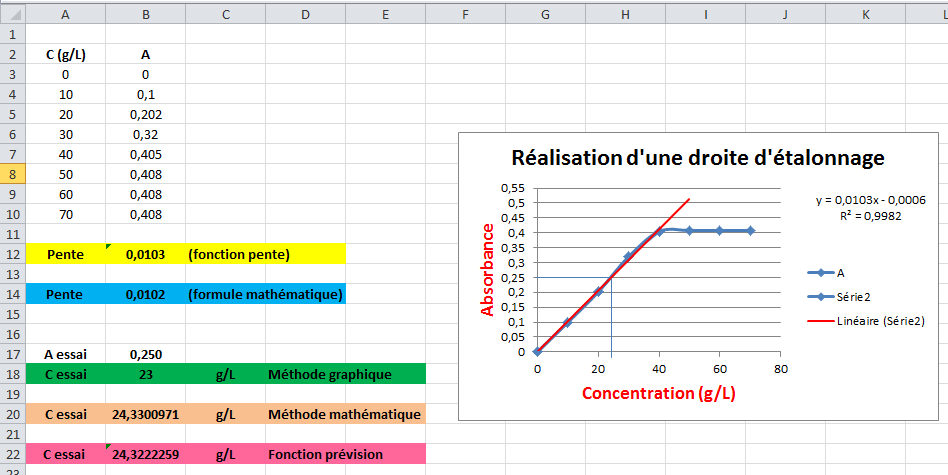 A B C D E F G H I J K L
1
2 C (g/L) A
3 0 0
4 10 0,1
5 20 0,202
6 30 0,32
7 40 0,405
8 50 0,408
9 60 0,408
10 70 0,408
11
12 Pente 0,0103 (fonction pente)
13
14 Pente 0,0102 (formule mathématique)
15
16
17 A essai 0,250
18 C essai 23 g/L Méthode graphique
19
20 C essai 24,3300971 g/L Méthode mathématique
21
22 C essai 24,3222259 g/L Fonction prévision
23
Réalisation d'une droite d'étalonnage
Absorbance
0,55
0,5
0,45
0,4
0,35
0,3
0,25
0,2
0,15
0,1
0,05
0
0 20 40 60 80
Concentration (g/L)
y = 0,0103x - 0,0006
R² = 0,9982
A
Série2
Linéaire (Série2)